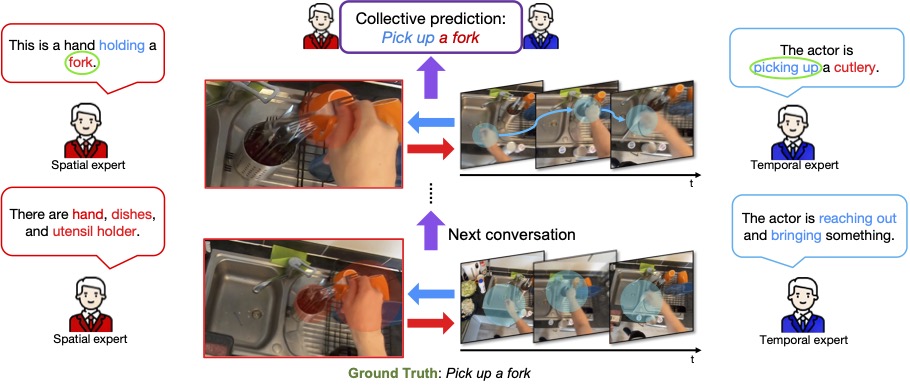 Collective prediction:
Pick up a fork
This is a hand holding a
fork.
The actor is
picking up a cutlery.
Spatial expert
Temporal expert
t
There are hand, dishes,
and utensil holder.
Next conversation
The actor is reaching out
and bringing something.
Spatial expert
Temporal expert
t
Ground Truth: Pick up a fork